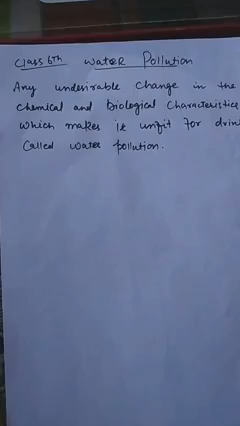 Class 6th Water Pollution
Any undesirable change in the
chemical and biological characteristics
which makes it unfit for drin
called water pollution.